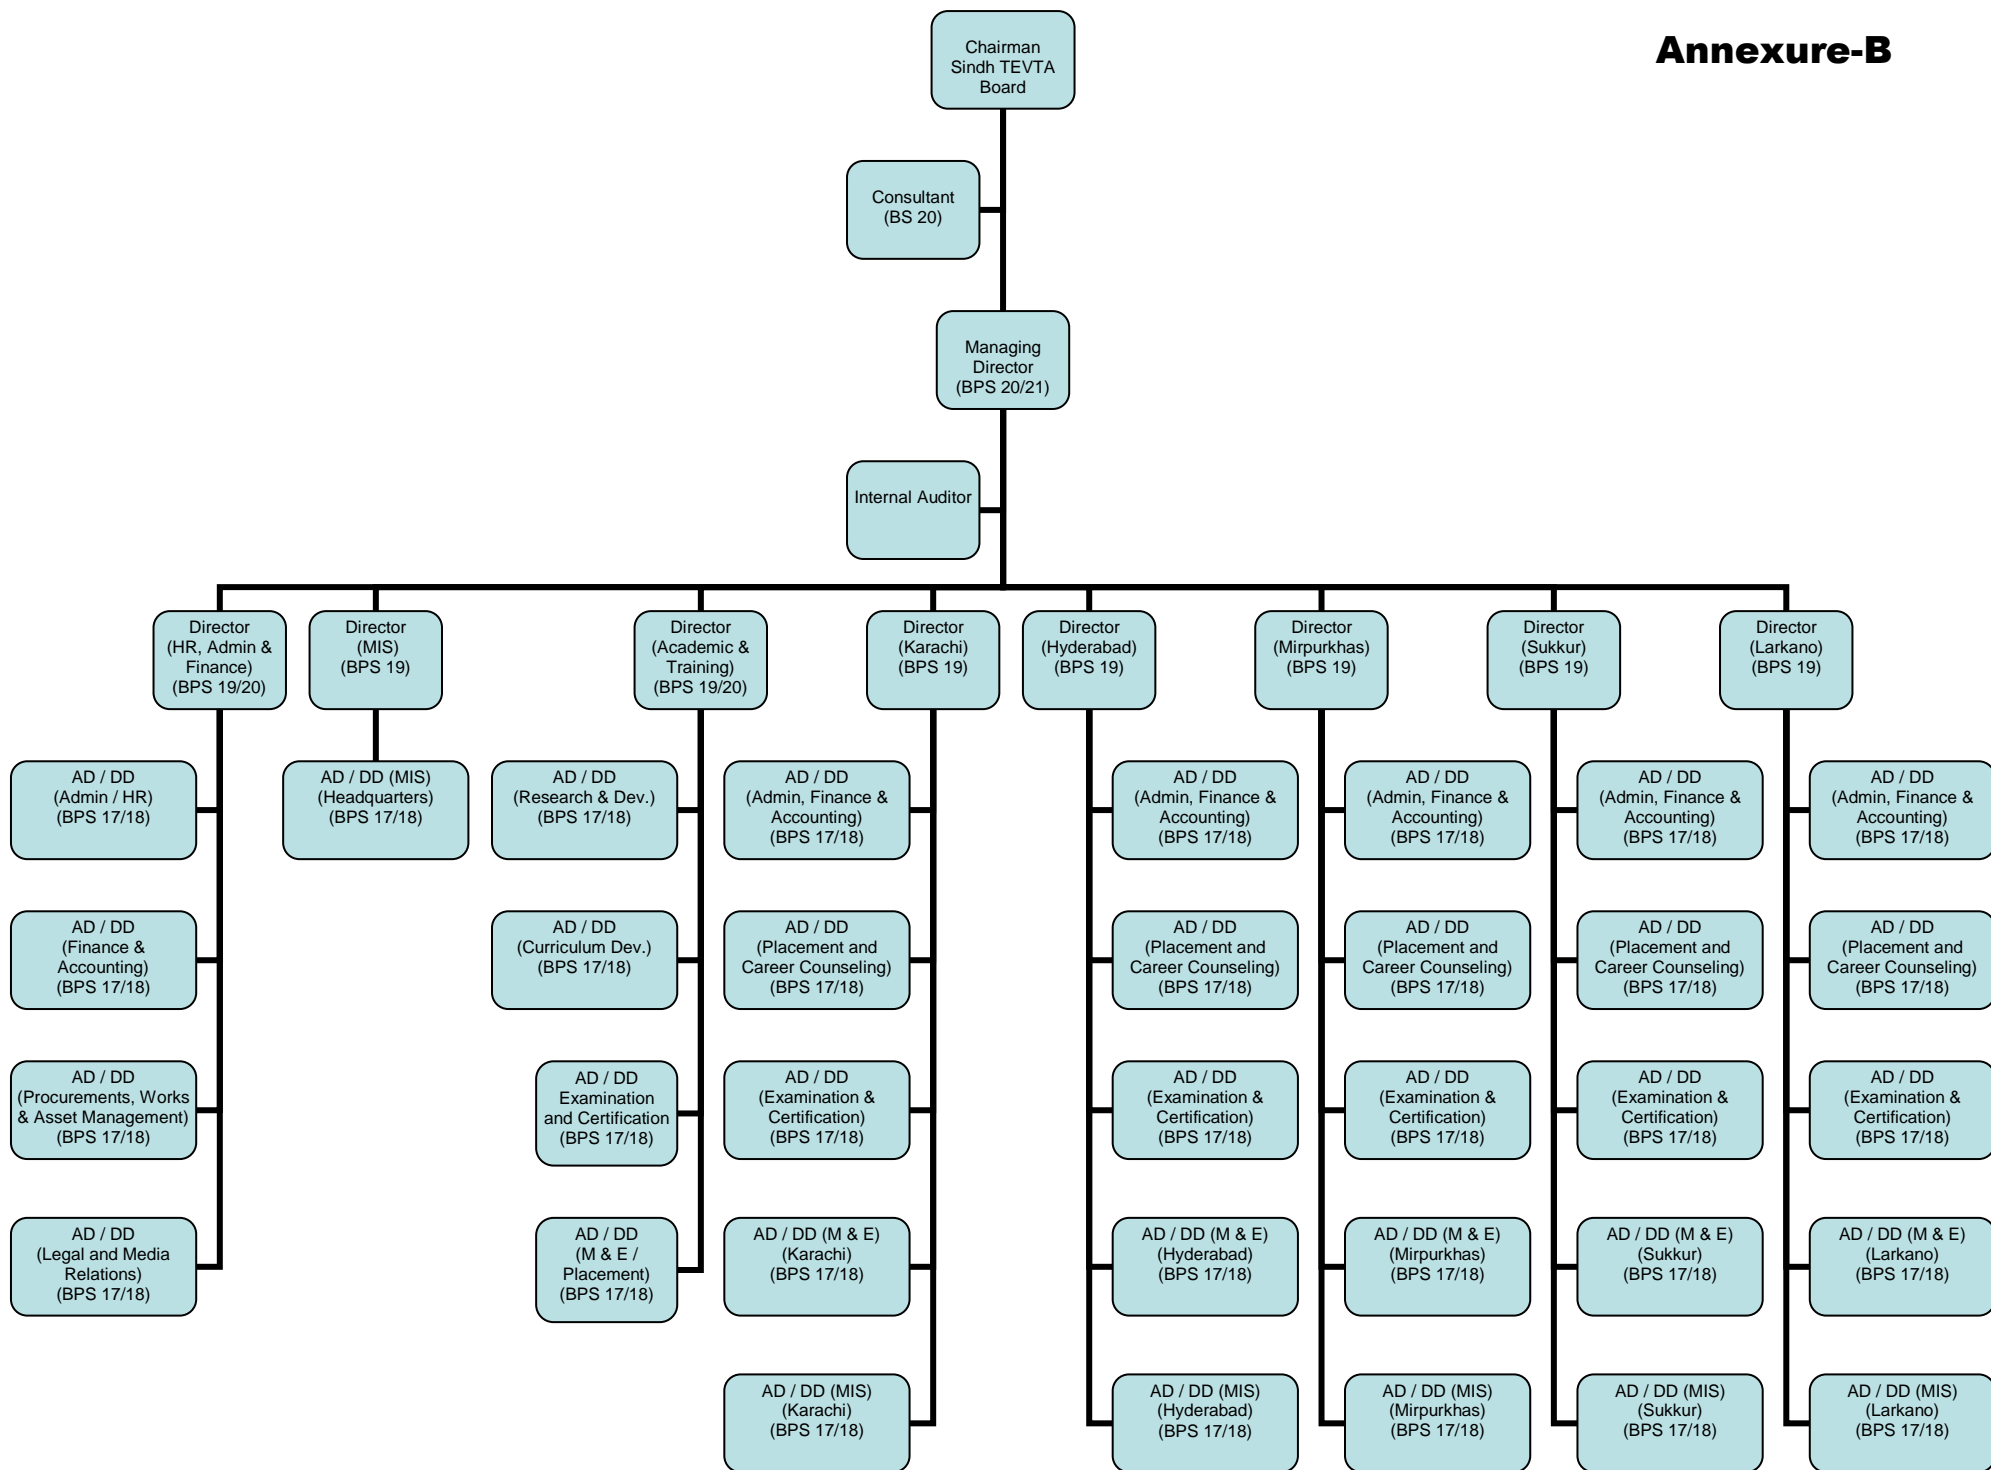 Annexure-B
Chairman
Sindh TEVTA
Board
Consultant
(BS 20)
Managing
Director
(BPS 20/21)
Internal Auditor
Director
(HR, Admin &
Finance)
(BPS 19/20)
Director
(MIS)
(BPS 19)
Director
(Academic &
Training)
(BPS 19/20)
Director
(Karachi)
(BPS 19)
Director
(Hyderabad)
(BPS 19)
Director
(Mirpurkhas)
(BPS 19)
Director
(Sukkur)
(BPS 19)
Director
(Larkano)
(BPS 19)
AD / DD
(Admin / HR)
(BPS 17/18)
AD / DD (MIS)
(Headquarters)
(BPS 17/18)
AD / DD
(Research & Dev.)
(BPS 17/18)
AD / DD
(Admin, Finance &
Accounting)
(BPS 17/18)
AD / DD
(Admin, Finance &
Accounting)
(BPS 17/18)
AD / DD
(Admin, Finance &
Accounting)
(BPS 17/18)
AD / DD
(Admin, Finance &
Accounting)
(BPS 17/18)
AD / DD
(Admin, Finance &
Accounting)
(BPS 17/18)
AD / DD
(Finance &
Accounting)
(BPS 17/18)
AD / DD
(Curriculum Dev.)
(BPS 17/18)
AD / DD
(Placement and
Career Counseling)
(BPS 17/18)
AD / DD
(Placement and
Career Counseling)
(BPS 17/18)
AD / DD
(Placement and
Career Counseling)
(BPS 17/18)
AD / DD
(Placement and
Career Counseling)
(BPS 17/18)
AD / DD
(Placement and
Career Counseling)
(BPS 17/18)
AD / DD
(Procurements, Works
& Asset Management)
(BPS 17/18)
AD / DD
Examination
and Certification
(BPS 17/18)
AD / DD
(Examination &
Certification)
(BPS 17/18)
AD / DD
(Examination &
Certification)
(BPS 17/18)
AD / DD
(Examination &
Certification)
(BPS 17/18)
AD / DD
(Examination &
Certification)
(BPS 17/18)
AD / DD
(Examination &
Certification)
(BPS 17/18)
AD / DD
(Legal and Media
Relations)
(BPS 17/18)
AD / DD
(M & E /
Placement)
(BPS 17/18)
AD / DD (M & E)
(Karachi)
(BPS 17/18)
AD / DD (M & E)
(Hyderabad)
(BPS 17/18)
AD / DD (M & E)
(Mirpurkhas)
(BPS 17/18)
AD / DD (M & E)
(Sukkur)
(BPS 17/18)
AD / DD (M & E)
(Larkano)
(BPS 17/18)
AD / DD (MIS)
(Karachi)
(BPS 17/18)
AD / DD (MIS)
(Hyderabad)
(BPS 17/18)
AD / DD (MIS)
(Mirpurkhas)
(BPS 17/18)
AD / DD (MIS)
(Sukkur)
(BPS 17/18)
AD / DD (MIS)
(Larkano)
(BPS 17/18)